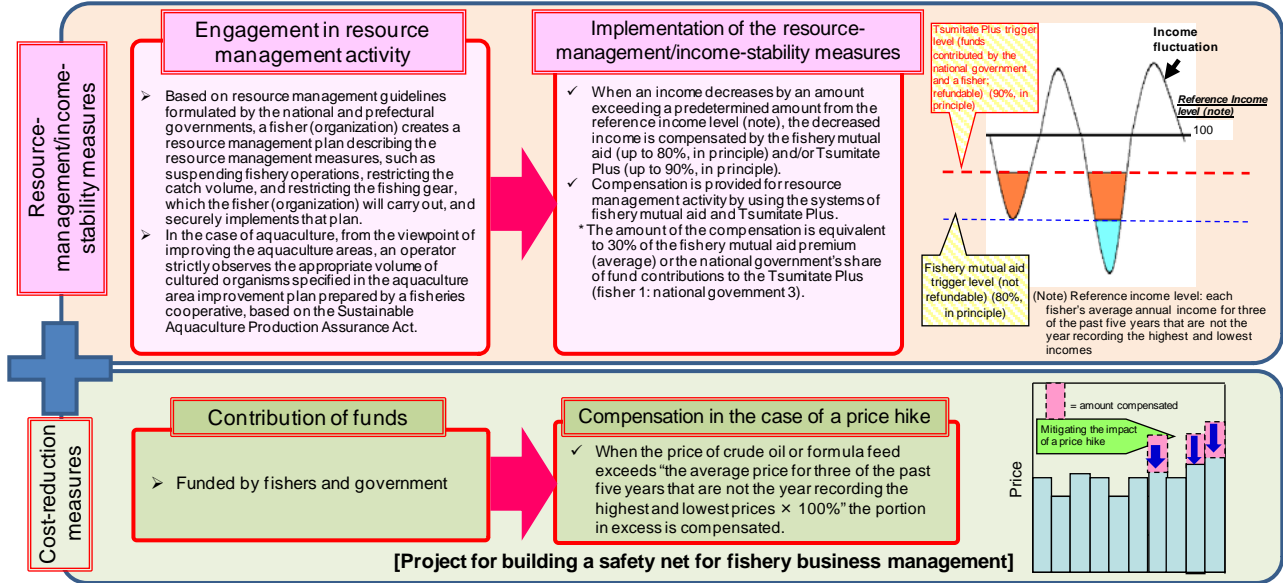 Resource-
management/income-
stability measures
Engagement in resource
management activity
➢ Based on resource management guidelines
formulated by the national and prefectural
governments, a fisher (organization) creates a
resource management plan describing the
resource management measures, such as
suspending fishery operations, restricting the
catch volume, and restricting the fishing gear,
which the fisher (organization) will carry out, and
securely implements that plan.
➢ In the case of aquaculture, from the viewpoint of
improving the aquaculture areas, an operator
strictly observes the appropriate volume of
cultured organisms specified in the aquaculture
area improvement plan prepared by a fisheries
cooperative, based on the Sustainable
Aquaculture Production Assurance Act.
Implementation of the resource-
management/income-stability measures
✓ When an income decreases by an amount
exceeding a predetermined amount from the
reference income level (note), the decreased
income is compensated by the fishery mutual
aid (up to 80%, in principle) and/or Tsumitate
Plus (up to 90%, in principle).
✓ Compensation is provided for resource
management activity by using the systems of
fishery mutual aid and Tsumitate Plus.
* The amount of the compensation is equivalent
to 30% of the fishery mutual aid premium
(average) or the national government's share
of fund contributions to the Tsumitate Plus
(fisher 1: national government 3).
Tsumitate Plus trigger
level (funds
contributed by the
national government
and a fisher;
refundable) (90%, in
principle)
Income
fluctuation
Reference Income
level (note)
100
Fishery mutual aid
trigger level (not
refundable) (80%,
in principle)
(Note) Reference income level: each
fisher's average annual income for three
of the past five years that are not the
year recording the highest and lowest
incomes
Cost-reduction
measures
Contribution of funds
➢ Funded by fishers and government
Compensation in the case of a price hike
✓ When the price of crude oil or formula feed
exceeds "the average price for three of the past
five years that are not the year recording the
highest and lowest prices × 100%" the portion
in excess is compensated.
= amount compensated
Mitigating the impact
of a price hike
Price
[Project for building a safety net for fishery business management]